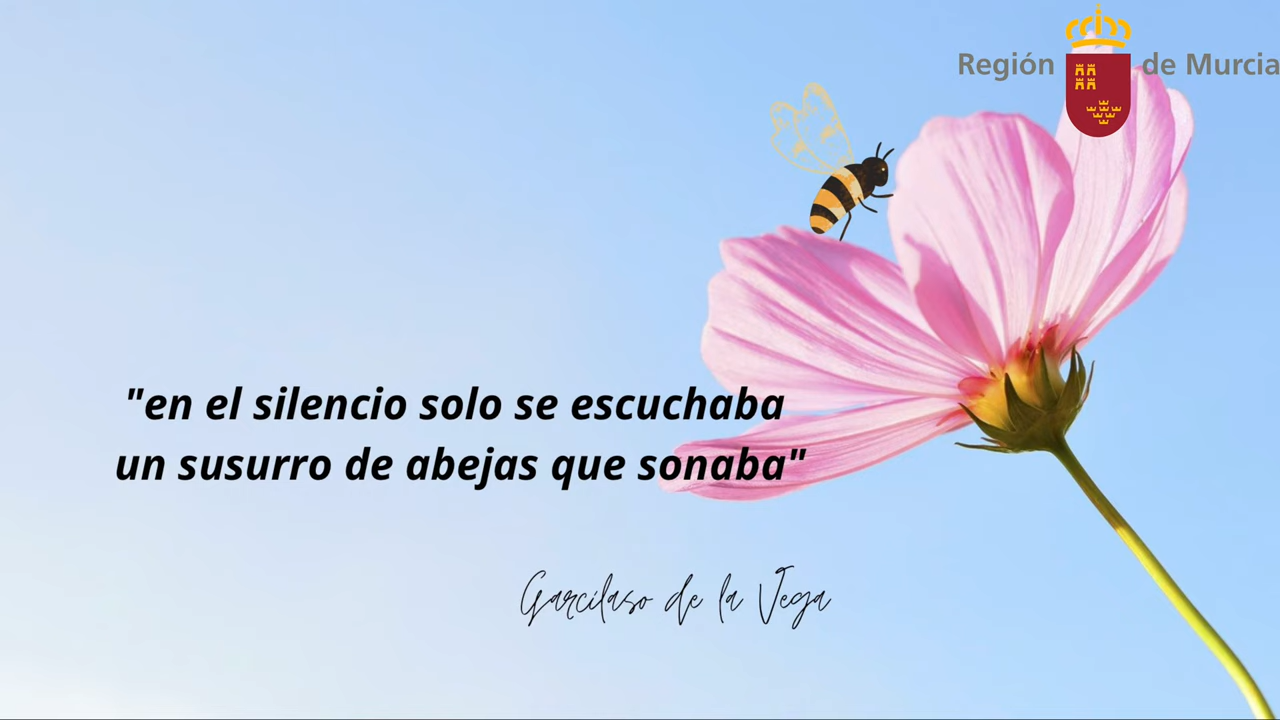 Región de Murcia
"en el silencio solo se escuchaba
un susurro de abejas que sonaba"
Garcilaso de la Vega